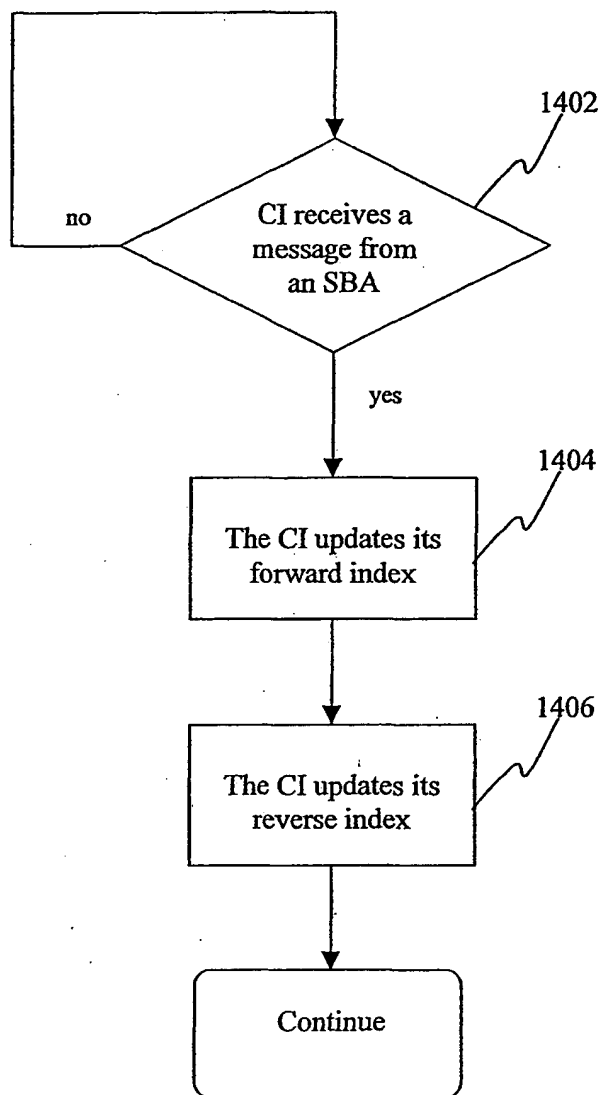 1402
CI receives a
message from
an SBA
no
yes
1404
The CI updates its
forward index
1406
The CI updates its
reverse index
Continue